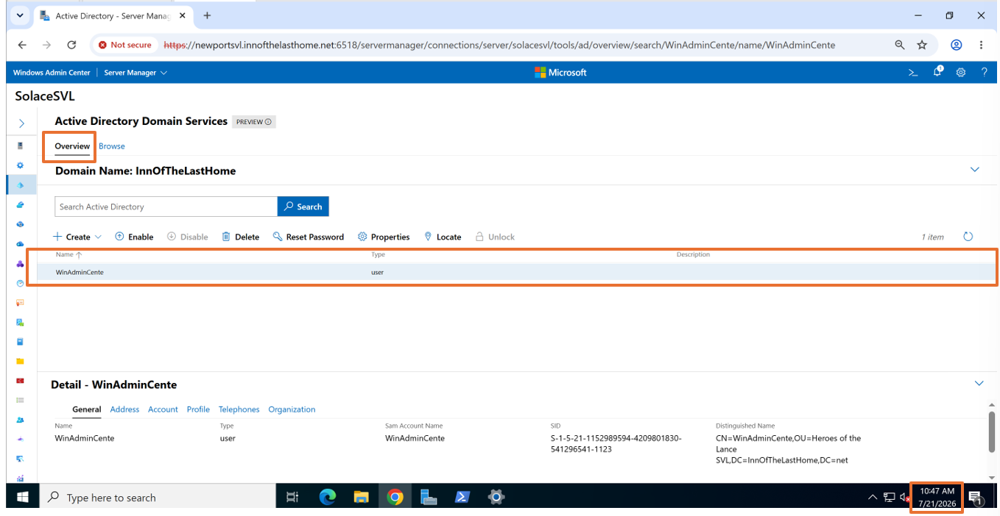 Active Directory - Server Manag
Not secure https://newportsvl.innofthelasthome.net:6518/servermanager/connections/server/solacesvl/tools/ad/overview/search/WinAdminCente/name/WinAdminCente
Windows Admin Center Server Manager Microsoft 1 ?
SolaceSVL
Active Directory Domain Services PREVIEW
Overview Browse
Domain Name: InnOfTheLastHome
Search Active Directory Search
Create Enable Disable Delete Reset Password Properties Locate Unlock 1 item
Name Type Description
WinAdminCente user
Detail - WinAdminCente
General Address Account Profile Telephones Organization
Name Type Sam Account Name SID Distinguished Name
WinAdminCente user WinAdminCente S-1-5-21-1152989594-4209801830- CN=WinAdminCente,OU=Heroes of the
541296541-1123 Lance
SVL,DC=InnOfTheLastHome,DC=net
Type here to search 10:47 AM
7/21/2026 1